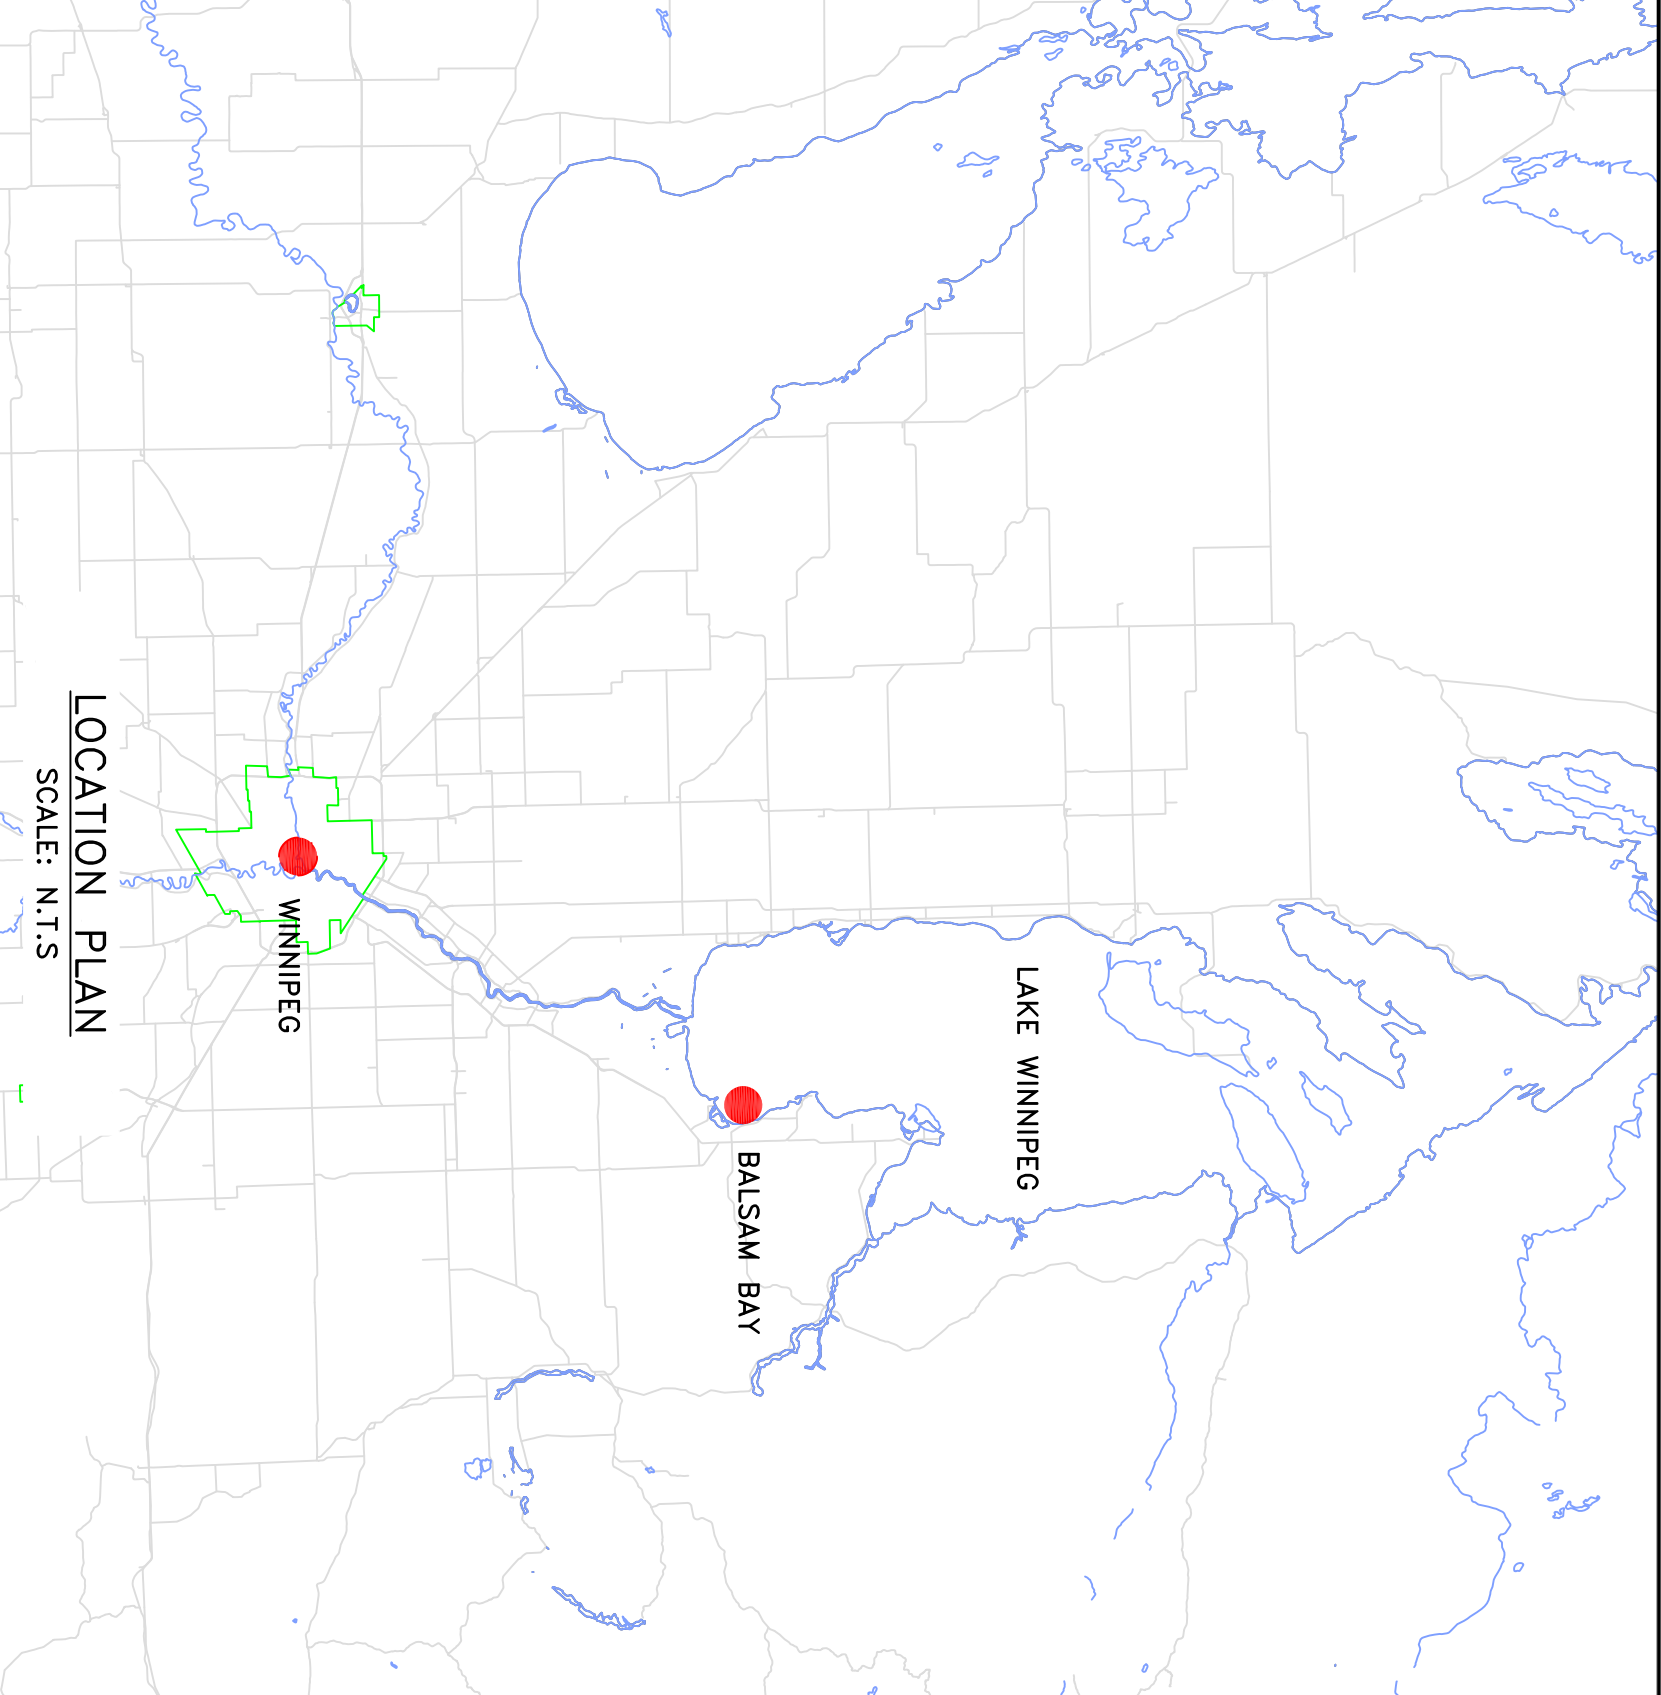 LAKE WINNIPEG
BALSAM BAY
WINNIPEG
LOCATION PLAN
SCALE: N.T.S